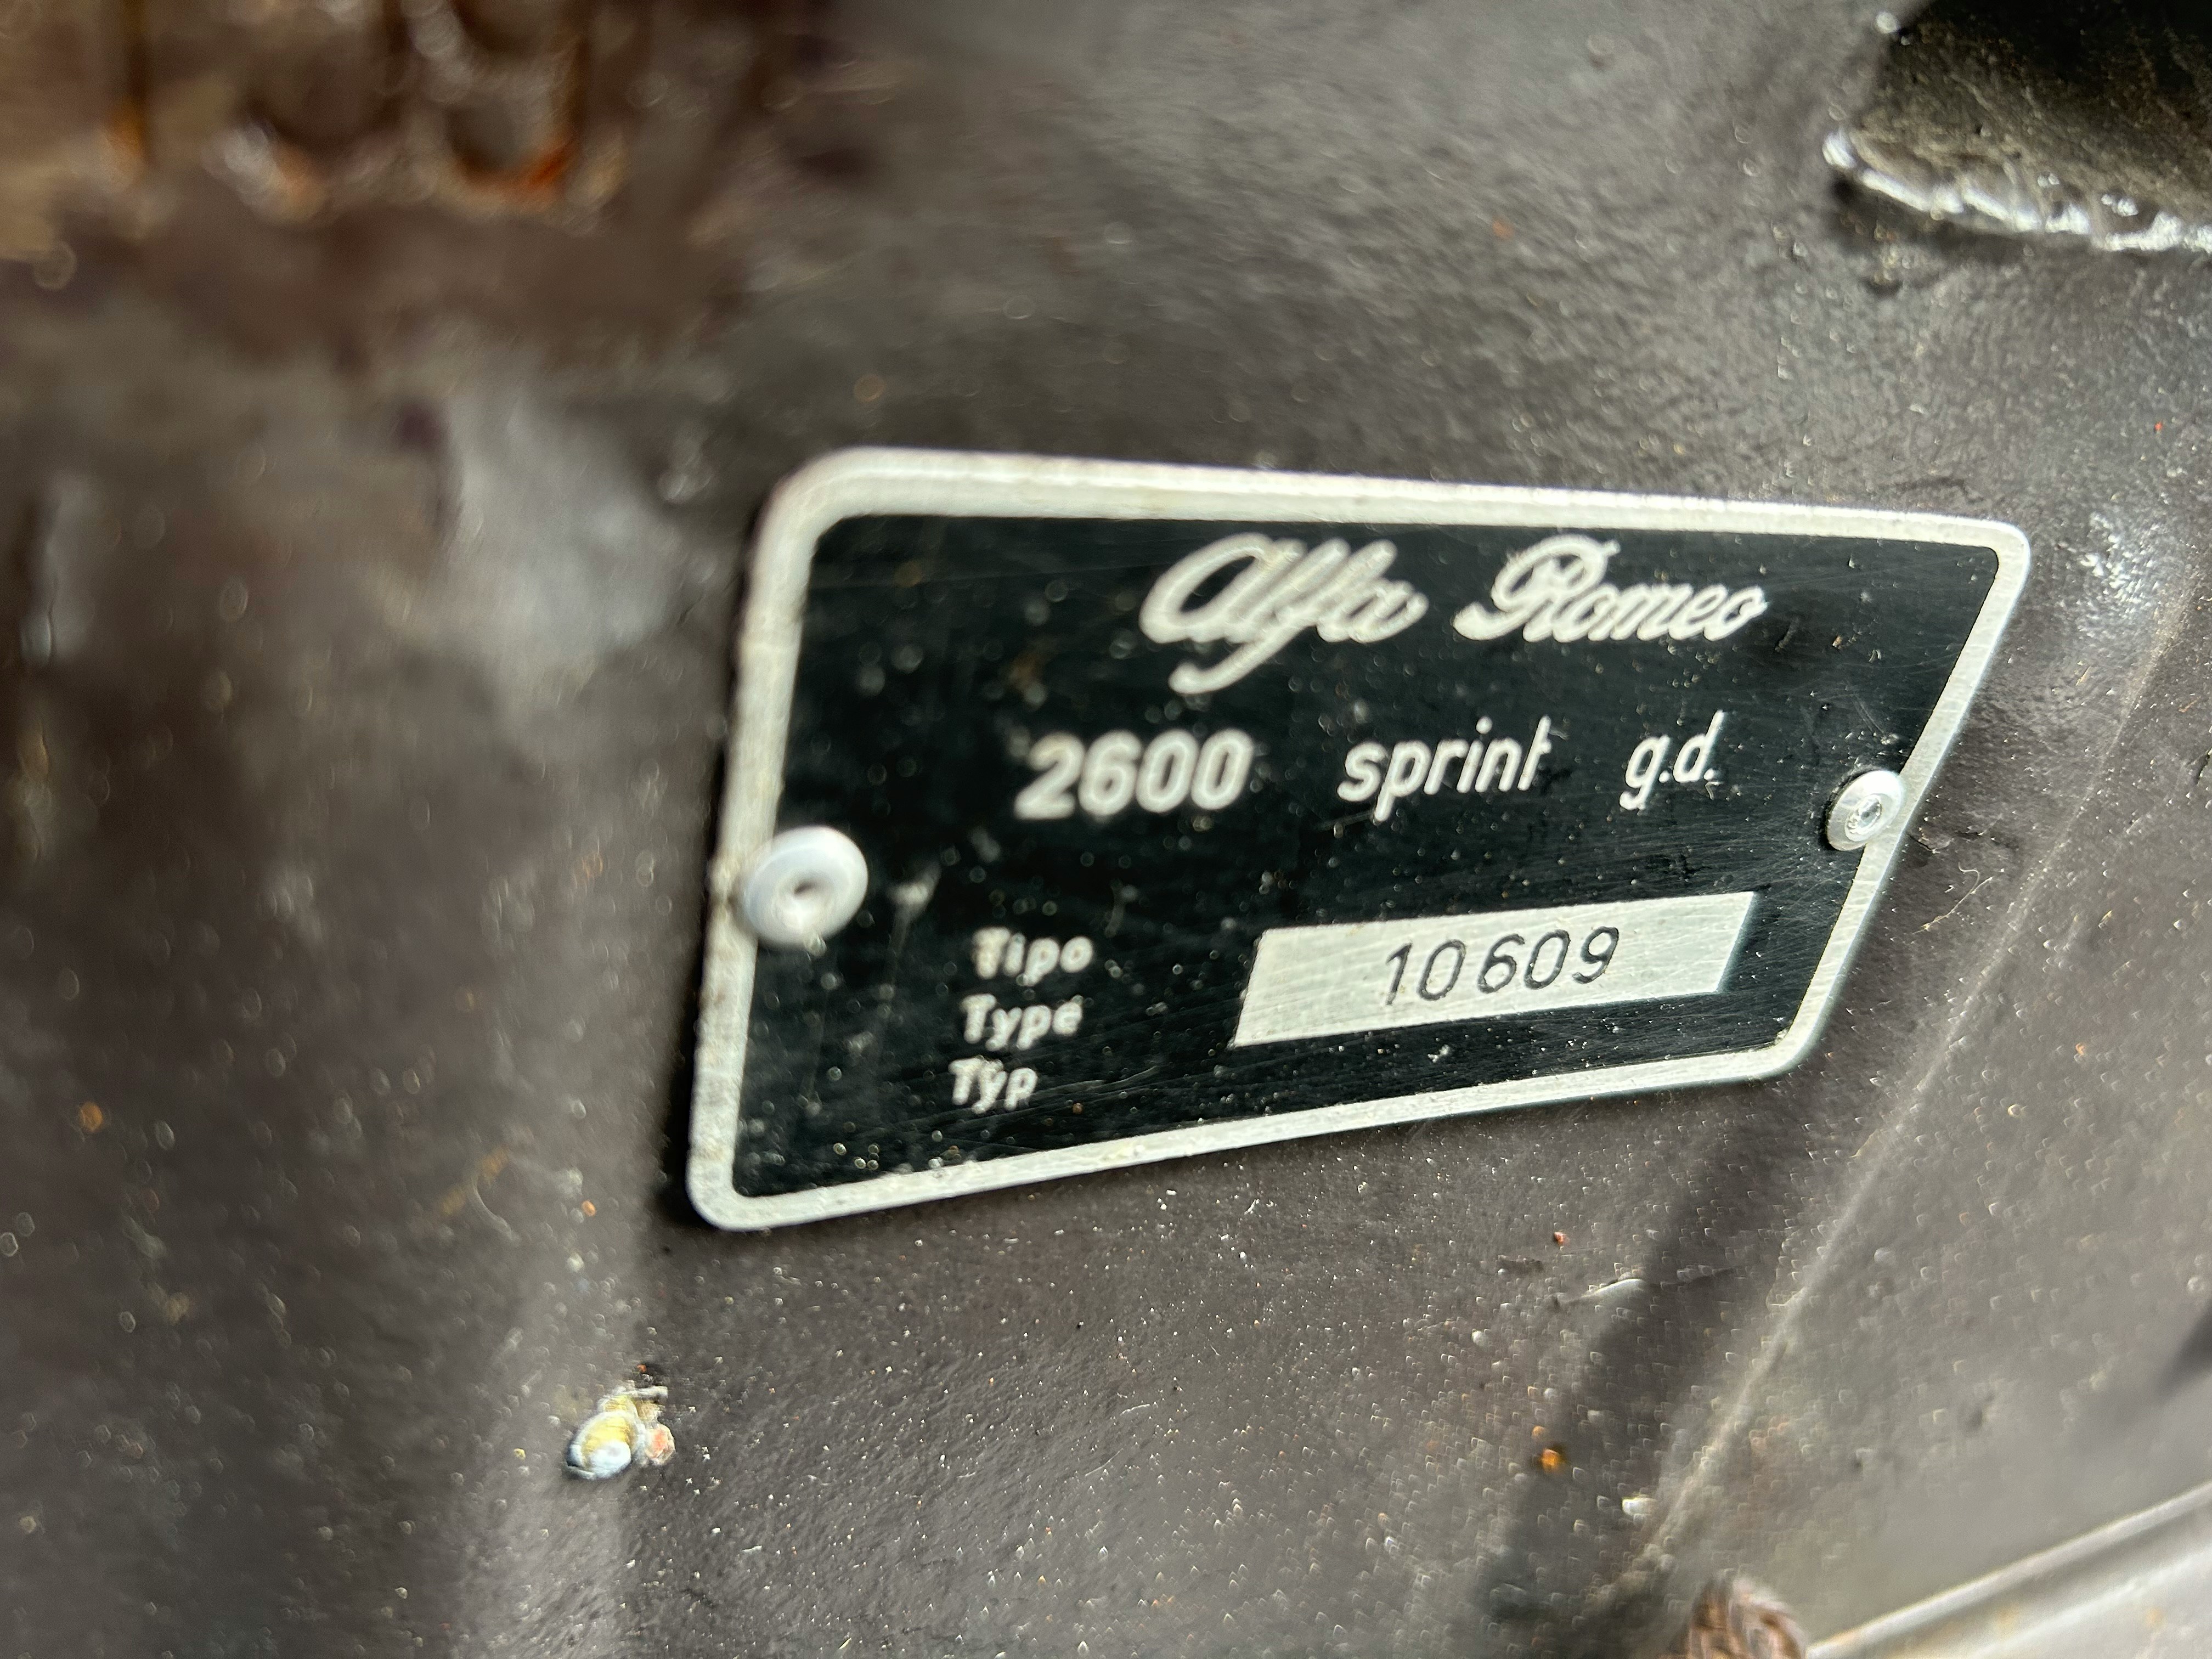 Alfa Romeo
2600 sprint g.d.
Tipo 10609
Type
Typ